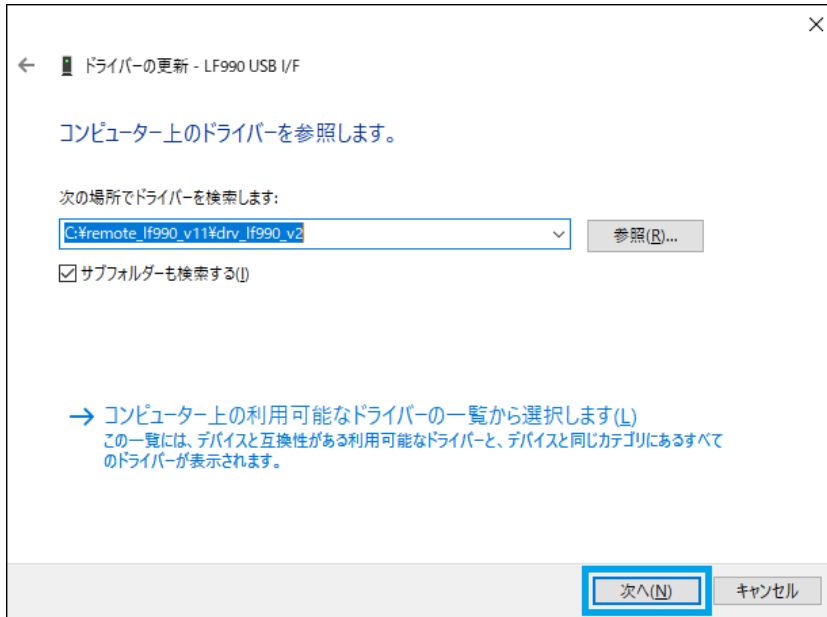 ドライバーの更新 - LF990 USB I/F
コンピューター上のドライバーを参照します。
次の場所でドライバーを検索します:
C:¥remote_lf990_v11¥drv_lf990_v2
参照(R)...
サブフォルダーも検索する(I)
コンピューター上の利用可能なドライバーの一覧から選択します(L)
この一覧には、デバイスと互換性がある利用可能なドライバーと、デバイスと同じカテゴリにあるすべて
のドライバーが表示されます。
次へ(N)
キャンセル